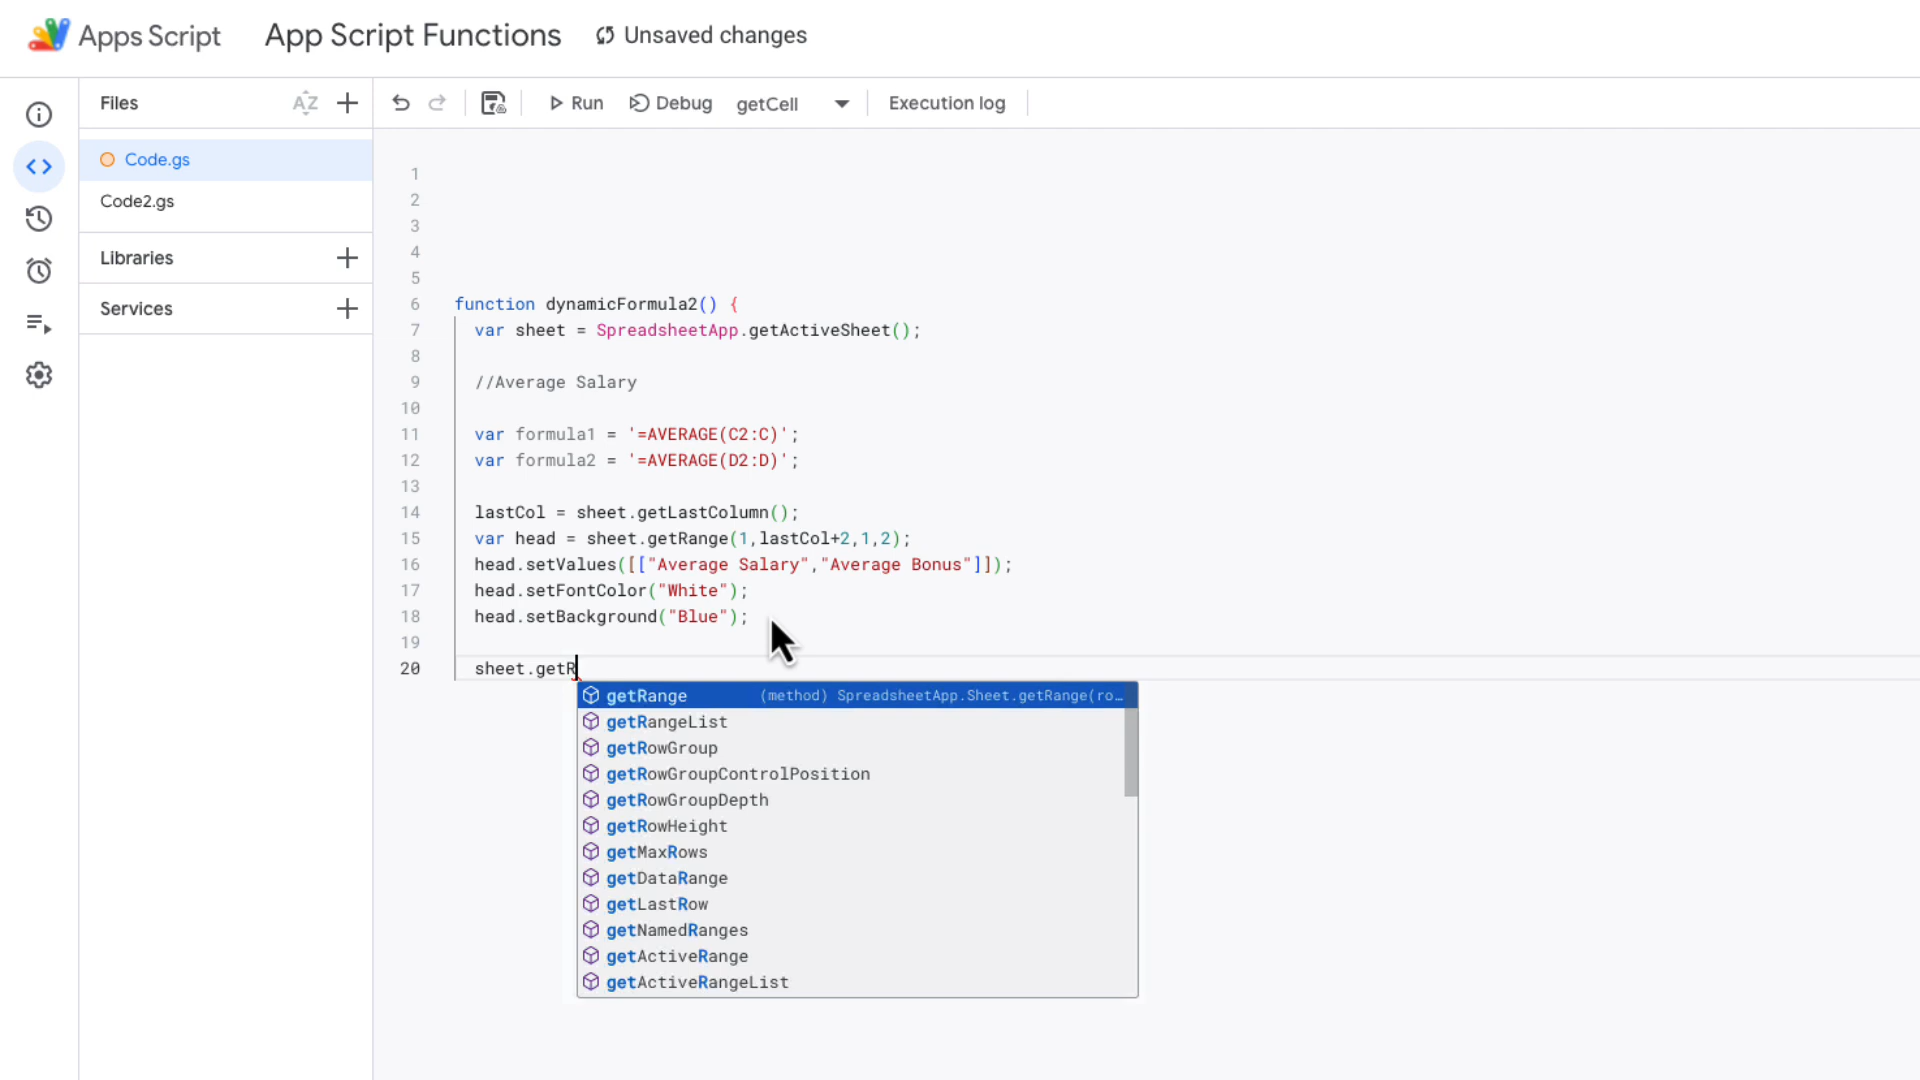 Apps Script App Script Functions Unsaved changes
Files AZ
Run Debug getCell Execution log
Code.gs
Code2.gs
Libraries
Services
1
2
3
4
5
6 function dynamicFormula2() {
7 var sheet = SpreadsheetApp.getActiveSheet();
8
9 //Average Salary
10
11 var formula1 = '=AVERAGE(C2:C)';
12 var formula2 = '=AVERAGE(D2:D)';
13
14 lastCol = sheet.getLastColumn();
15 var head = sheet.getRange(1,lastCol+2,1,2);
16 head.setValues([["Average Salary","Average Bonus"]]);
17 head.setFontColor("White");
18 head.setBackground("Blue");
19
20 sheet.getR
getRange (method) SpreadsheetApp.Sheet.getRange(ro…
getRangeList
getRowGroup
getRowGroupControlPosition
getRowGroupDepth
getRowHeight
getMaxRows
getDataRange
getLastRow
getNamedRanges
getActiveRange
getActiveRangeList